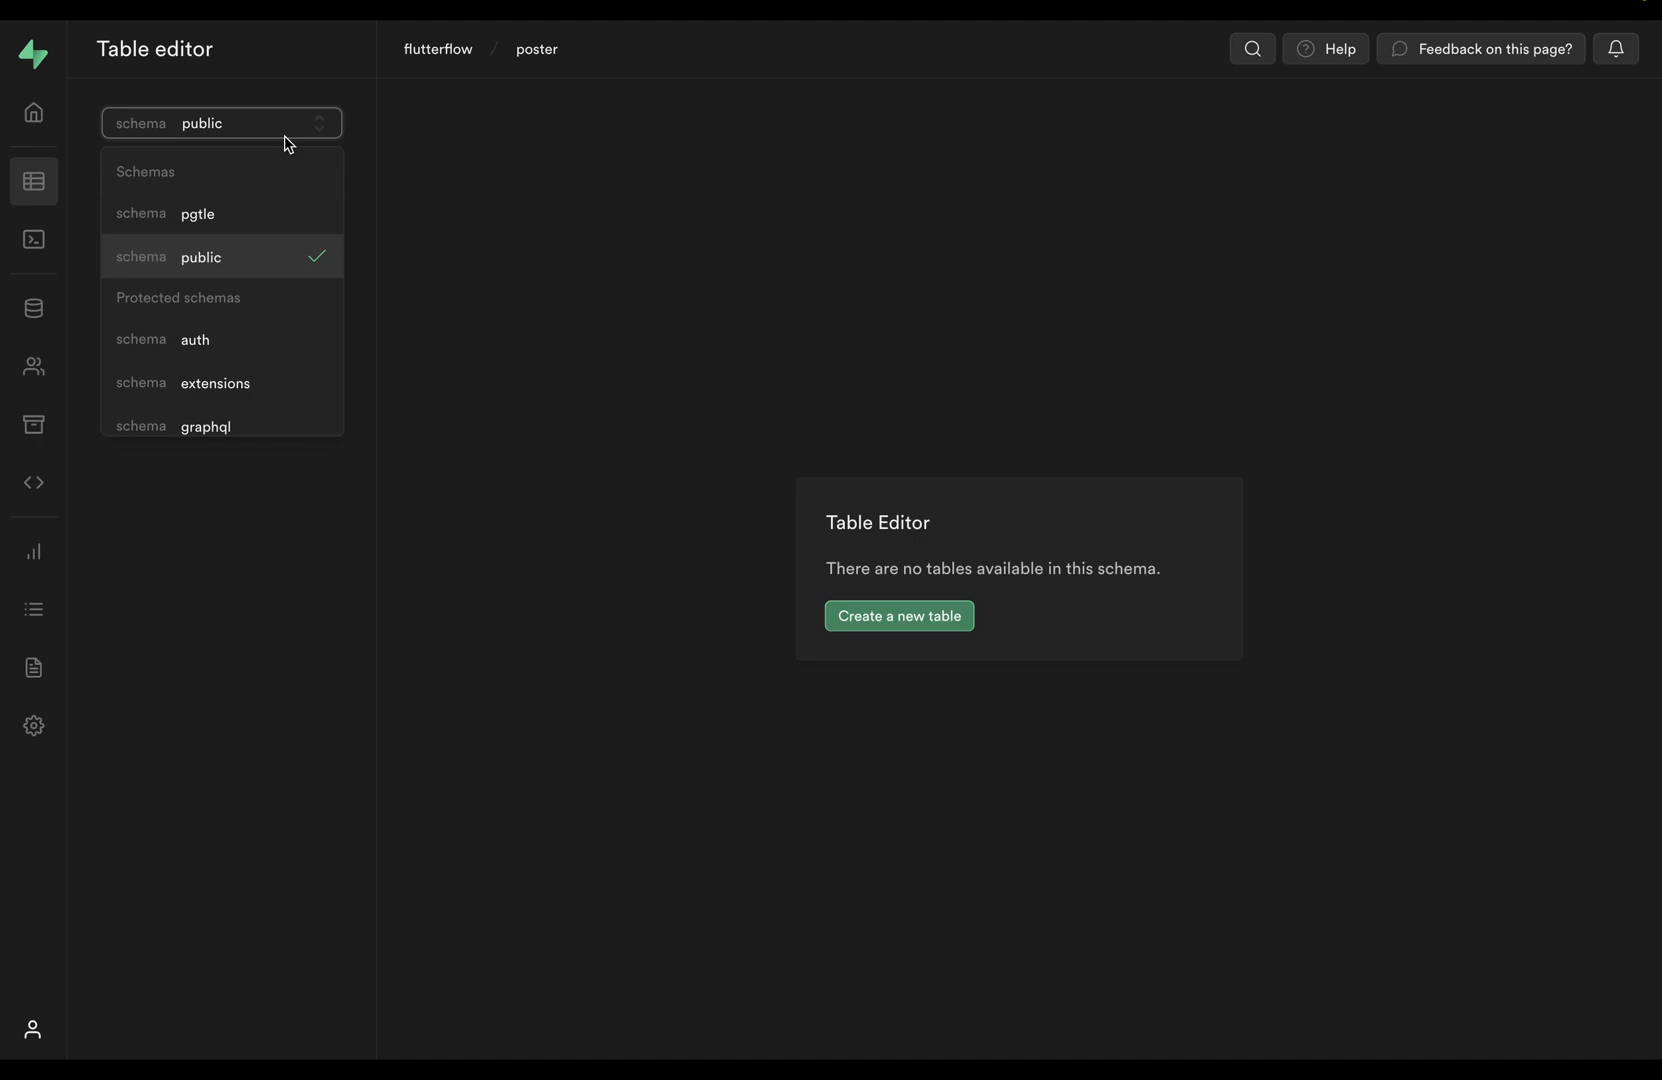 Table editor
flutterflow / poster
Help
Feedback on this page?
schema public
Schemas
schema pgtle
schema public
Protected schemas
schema auth
schema extensions
schema graphql
Table Editor
There are no tables available in this schema.
Create a new table